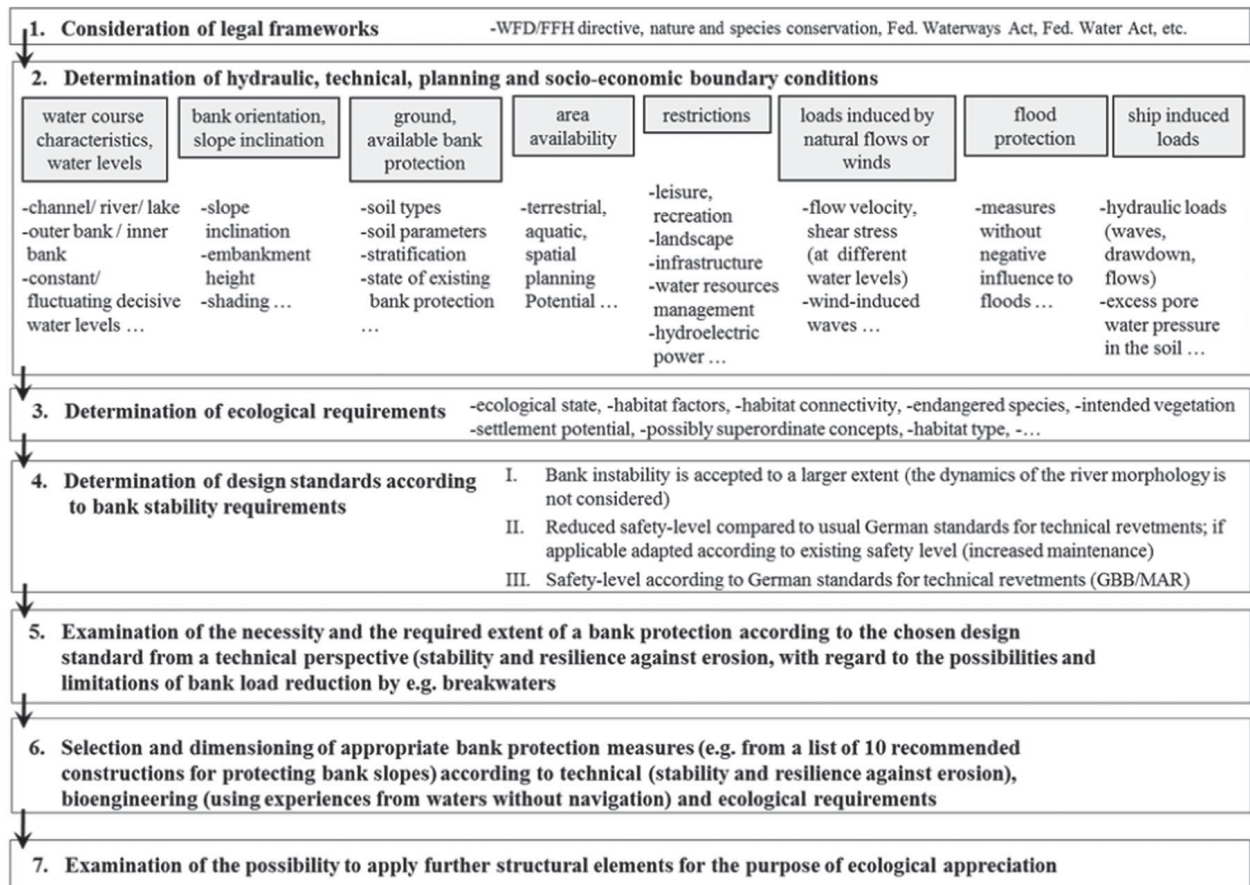 1. Consideration of legal frameworks -WFD/FFH directive, nature and species conservation, Fed. Waterways Act, Fed. Water Act, etc.
2. Determination of hydraulic, technical, planning and socio-economic boundary conditions
water course
characteristics,
water levels
-channel/ river/ lake
-outer bank / inner
bank
-constant/
fluctuating decisive
water levels …
bank orientation,
slope inclination
-slope
inclination
-embankment
height
-shading …
ground,
available bank
protection
-soil types
-soil parameters
-stratification
-state of existing
bank protection
…
area
availability
-terrestrial,
aquatic,
spatial
planning
Potential …
restrictions
-leisure,
recreation
-landscape
-infrastructure
-water resources
management
-hydroelectric
power …
loads induced by
natural flows or
winds
-flow velocity,
shear stress
(at different
water levels)
-wind-induced
waves …
flood
protection
-measures
without
negative
influence to
floods …
ship induced
loads
-hydraulic loads
(waves,
drawdown,
flows)
-excess pore
water pressure
in the soil …
3. Determination of ecological requirements
-ecological state, -habitat factors, -habitat connectivity, -endangered species, -intended vegetation
-settlement potential, -possibly superordinate concepts, -habitat type, -…
4. Determination of design standards according
to bank stability requirements
I. Bank instability is accepted to a larger extent (the dynamics of the river morphology is
not considered)
II. Reduced safety-level compared to usual German standards for technical revetments; if
applicable adapted according to existing safety level (increased maintenance)
III. Safety-level according to German standards for technical revetments (GBB/MAR)
5. Examination of the necessity and the required extent of a bank protection according to the chosen design
standard from a technical perspective (stability and resilience against erosion, with regard to the possibilities and
limitations of bank load reduction by e.g. breakwaters
6. Selection and dimensioning of appropriate bank protection measures (e.g. from a list of 10 recommended
constructions for protecting bank slopes) according to technical (stability and resilience against erosion),
bioengineering (using experiences from waters without navigation) and ecological requirements
7. Examination of the possibility to apply further structural elements for the purpose of ecological appreciation